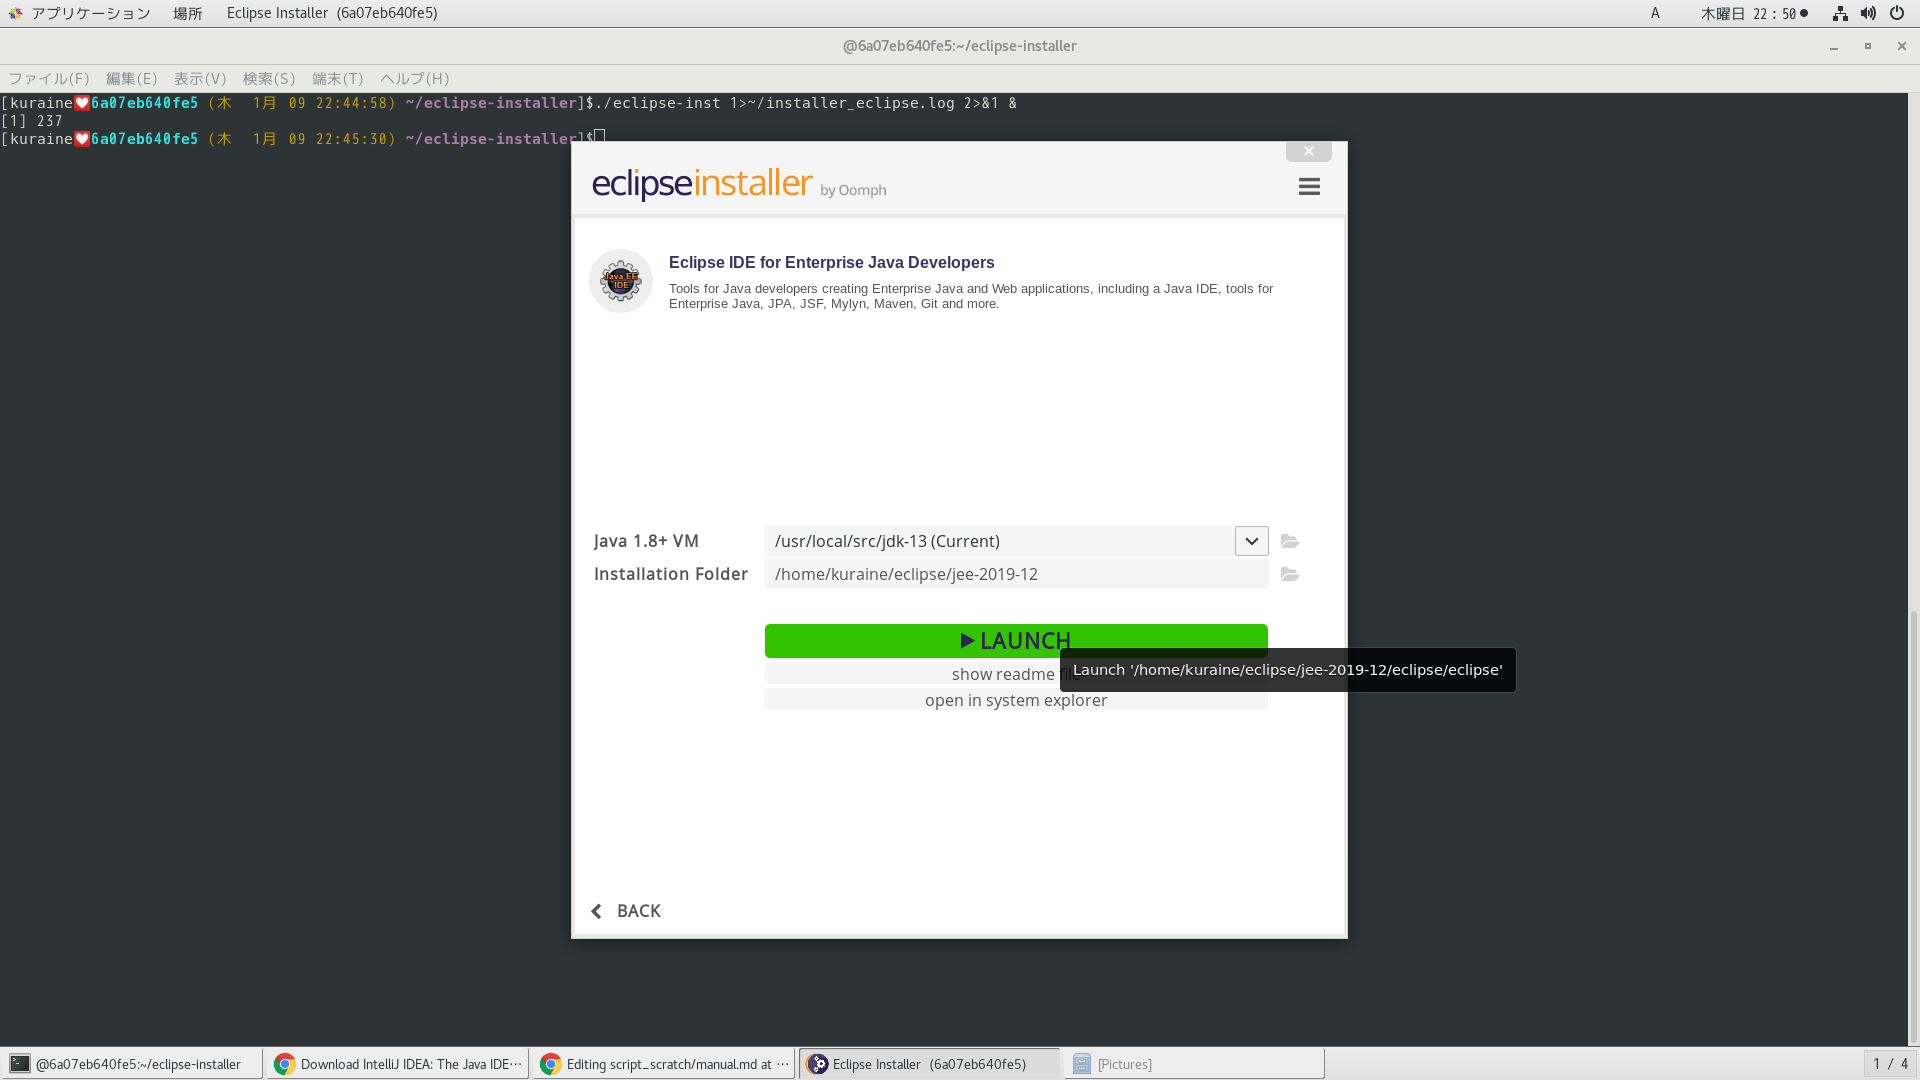 アプリケーション 場所 Eclipse Installer (6a07eb640fe5) A 木曜日 22：50
@6a07eb640fe5:~/eclipse-installer
ファイル(F) 編集(E) 表示(V) 検索(S) 端末(T) ヘルプ(H)
[kuraine❤6a07eb640fe5 (木  1月 09 22:44:58) ~/eclipse-installer]$./eclipse-inst 1>~/installer_eclipse.log 2>&1 &
[1] 237
[kuraine❤6a07eb640fe5 (木  1月 09 22:45:30) ~/eclipse-installer]$
eclipseinstaller by Oomph
Java EE
IDE
Eclipse IDE for Enterprise Java Developers
Tools for Java developers creating Enterprise Java and Web applications, including a Java IDE, tools for
Enterprise Java, JPA, JSF, Mylyn, Maven, Git and more.
Java 1.8+ VM /usr/local/src/jdk-13 (Current)
Installation Folder /home/kuraine/eclipse/jee-2019-12
LAUNCH
Launch '/home/kuraine/eclipse/jee-2019-12/eclipse/eclipse'
show readme file
open in system explorer
BACK
@6a07eb640fe5:~/eclipse-installer Download IntelliJ IDEA: The Java IDE… Editing script_scratch/manual.md at … Eclipse Installer (6a07eb640fe5) [Pictures] 1 / 4